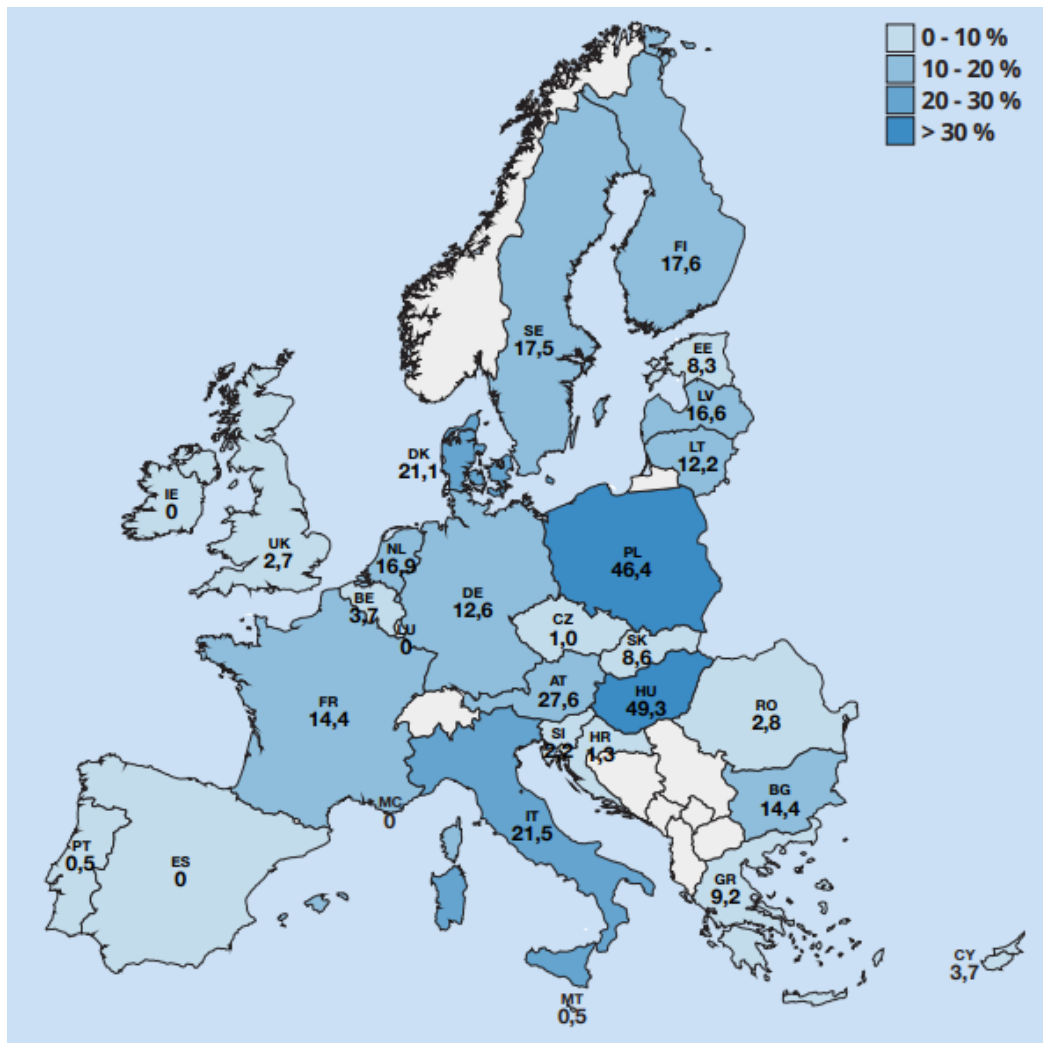 0 - 10 %
10 - 20 %
20 - 30 %
> 30 %
FI
17,6
SE
17,5
EE
8,3
LV
16,6
LT
12,2
DK
21,1
IE
0
UK
2,7
NL
16,9
PL
46,4
BE
3,7
DE
12,6
LU
0
CZ
1,0
SK
8,6
AT
27,6
HU
49,3
FR
14,4
RO
2,8
SI
2,2
HR
1,3
BG
14,4
MC
0
IT
21,5
PT
0,5
ES
0
GR
9,2
CY
3,7
MT
0,5